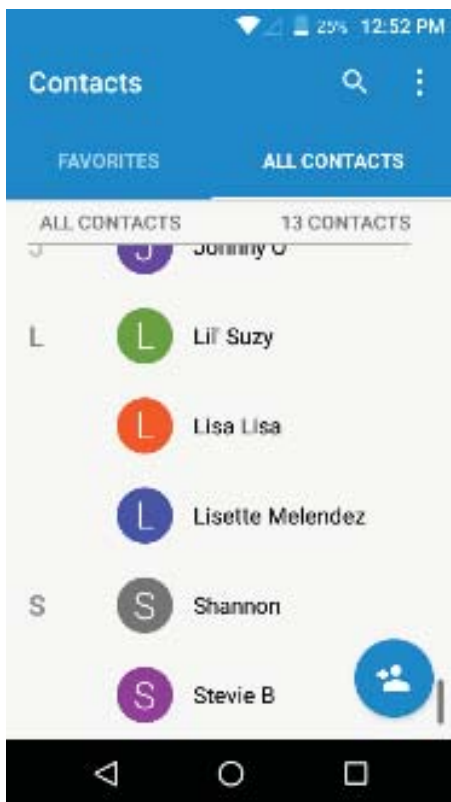 25% 12:52 PM
Contacts
FAVORITES ALL CONTACTS
ALL CONTACTS 13 CONTACTS
J J Johnny O
L L Lil' Suzy
L Lisa Lisa
L Lisette Melendez
S S Shannon
S Stevie B